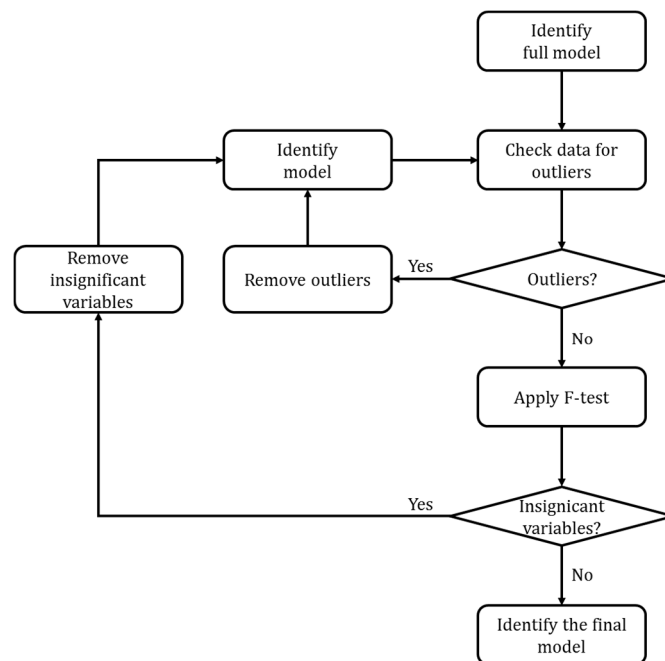 Identify
full model
Identify
model
Check data for
outliers
Remove
insignificant
variables
Remove outliers
Yes
Outliers?
No
Apply F-test
Yes
Insignicant
variables?
No
Identify the final
model